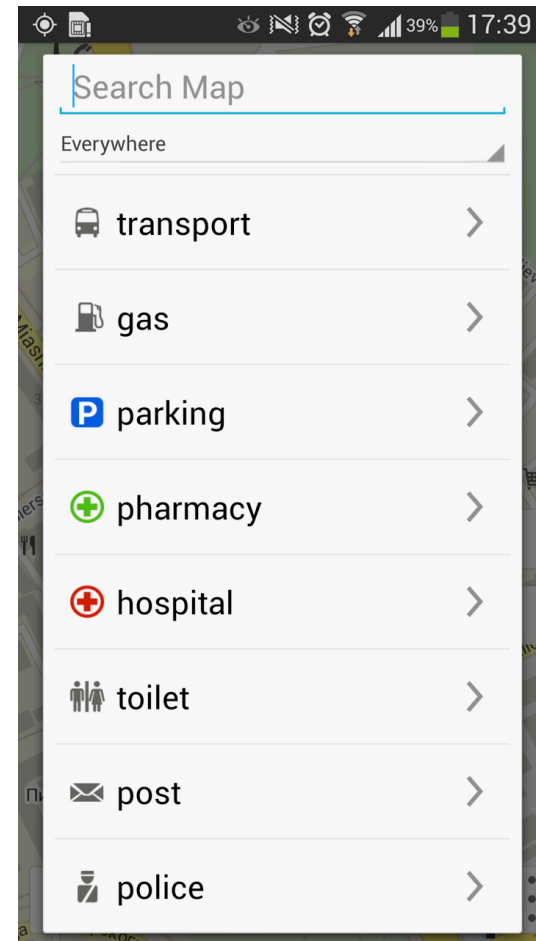 39% 17:39
Search Map
Everywhere
transport
gas
P parking
pharmacy
hospital
toilet
post
police